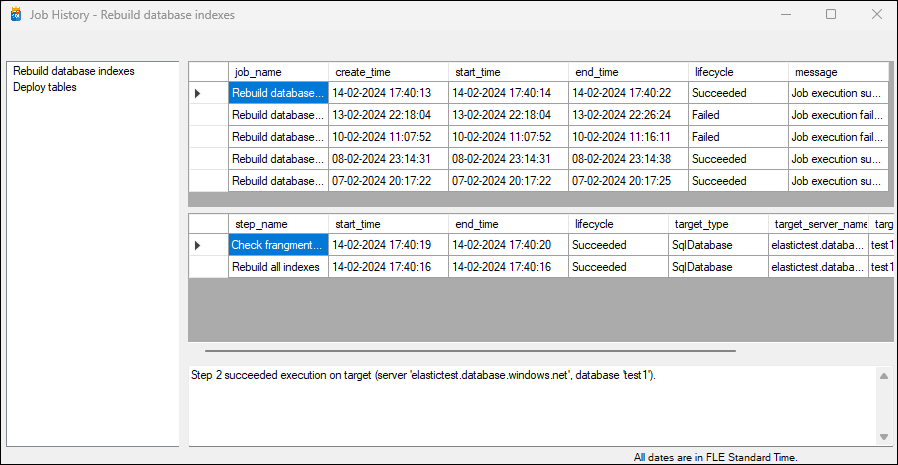 Job History - Rebuild database indexes
Rebuild database indexes
Deploy tables
job_name create_time start_time end_time lifecycle message
Rebuild database... 14-02-2024 17:40:13 14-02-2024 17:40:14 14-02-2024 17:40:22 Succeeded Job execution su...
Rebuild database... 13-02-2024 22:18:04 13-02-2024 22:18:04 13-02-2024 22:26:24 Failed Job execution fail...
Rebuild database... 10-02-2024 11:07:52 10-02-2024 11:07:52 10-02-2024 11:16:11 Failed Job execution fail...
Rebuild database... 08-02-2024 23:14:31 08-02-2024 23:14:31 08-02-2024 23:14:38 Succeeded Job execution su...
Rebuild database... 07-02-2024 20:17:22 07-02-2024 20:17:22 07-02-2024 20:17:25 Succeeded Job execution su...
step_name start_time end_time lifecycle target_type target_server_name targ
Check frangment... 14-02-2024 17:40:19 14-02-2024 17:40:20 Succeeded SqlDatabase elastictest.databa... test1
Rebuild all indexes 14-02-2024 17:40:16 14-02-2024 17:40:16 Succeeded SqlDatabase elastictest.databa... test1
Step 2 succeeded execution on target (server 'elastictest.database.windows.net', database 'test1').
All dates are in FLE Standard Time.